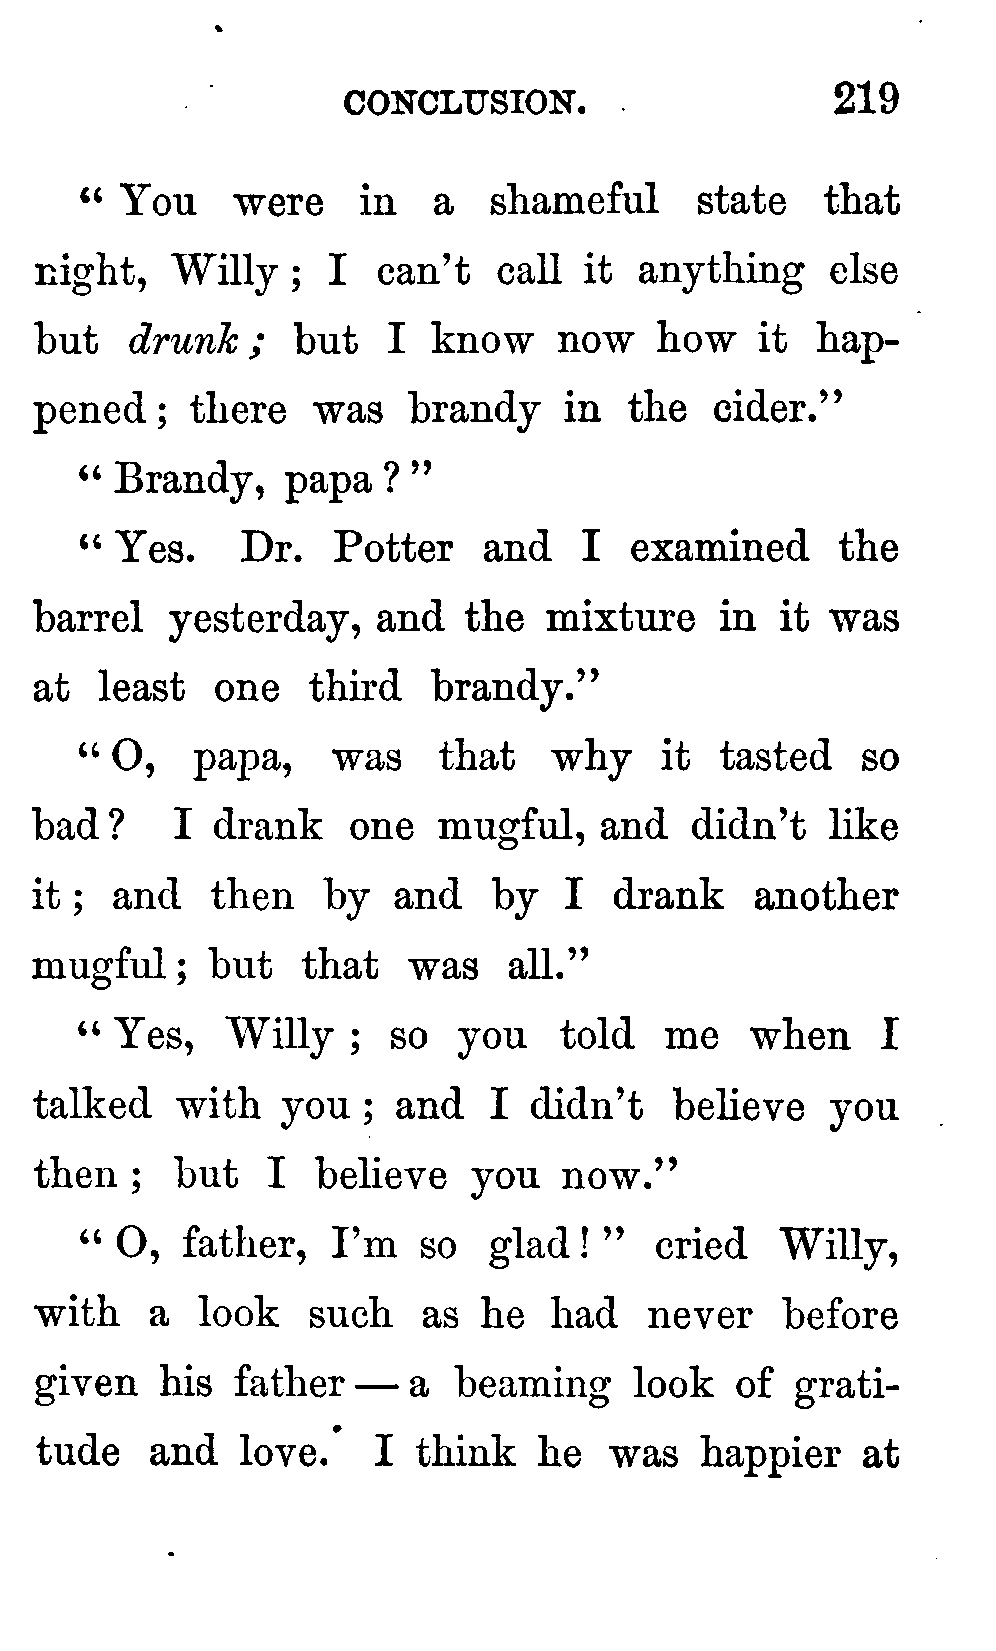 CONCLUSION. 219
“ You were in a shameful state that
night, Willy ; I can’t call it anything else
but drunk ; but I know now how it hap-
pened ; there was brandy in the cider.”
“ Brandy, papa ? ”
“ Yes. Dr. Potter and I examined the
barrel yesterday, and the mixture in it was
at least one third brandy.”
“ O, papa, was that why it tasted so
bad ? I drank one mugful, and didn’t like
it ; and then by and by I drank another
mugful ; but that was all.”
“ Yes, Willy ; so you told me when I
talked with you ; and I didn’t believe you
then ; but I believe you now.”
“ O, father, I’m so glad ! ” cried Willy,
with a look such as he had never before
given his father — a beaming look of grati-
tude and love. I think he was happier at